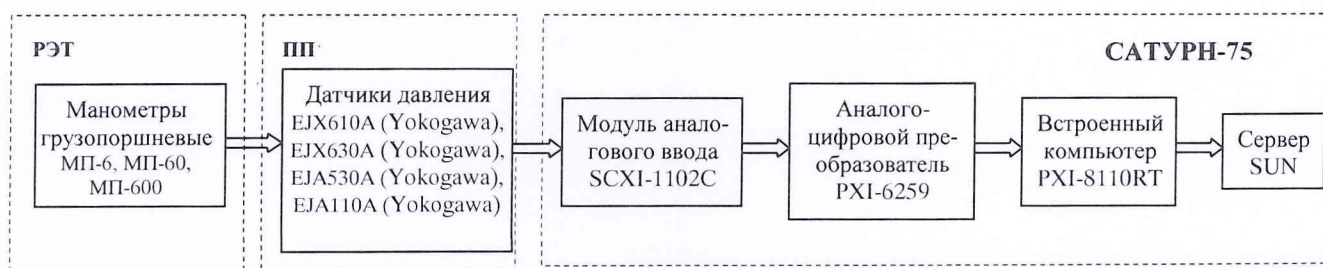 РЭТ
Манометры
грузопоршневые
МП-6, МП-60,
МП-600
ПП
Датчики давления
EJX610A (Yokogawa),
EJX630A (Yokogawa),
EJA530A (Yokogawa),
EJA110A (Yokogawa)
САТУРН-75
Модуль анало-
гового ввода
SCXI-1102C
Аналого-
цифровой пре-
образователь
PXI-6259
Встроенный
компьютер
PXI-8110RT
Сервер
SUN